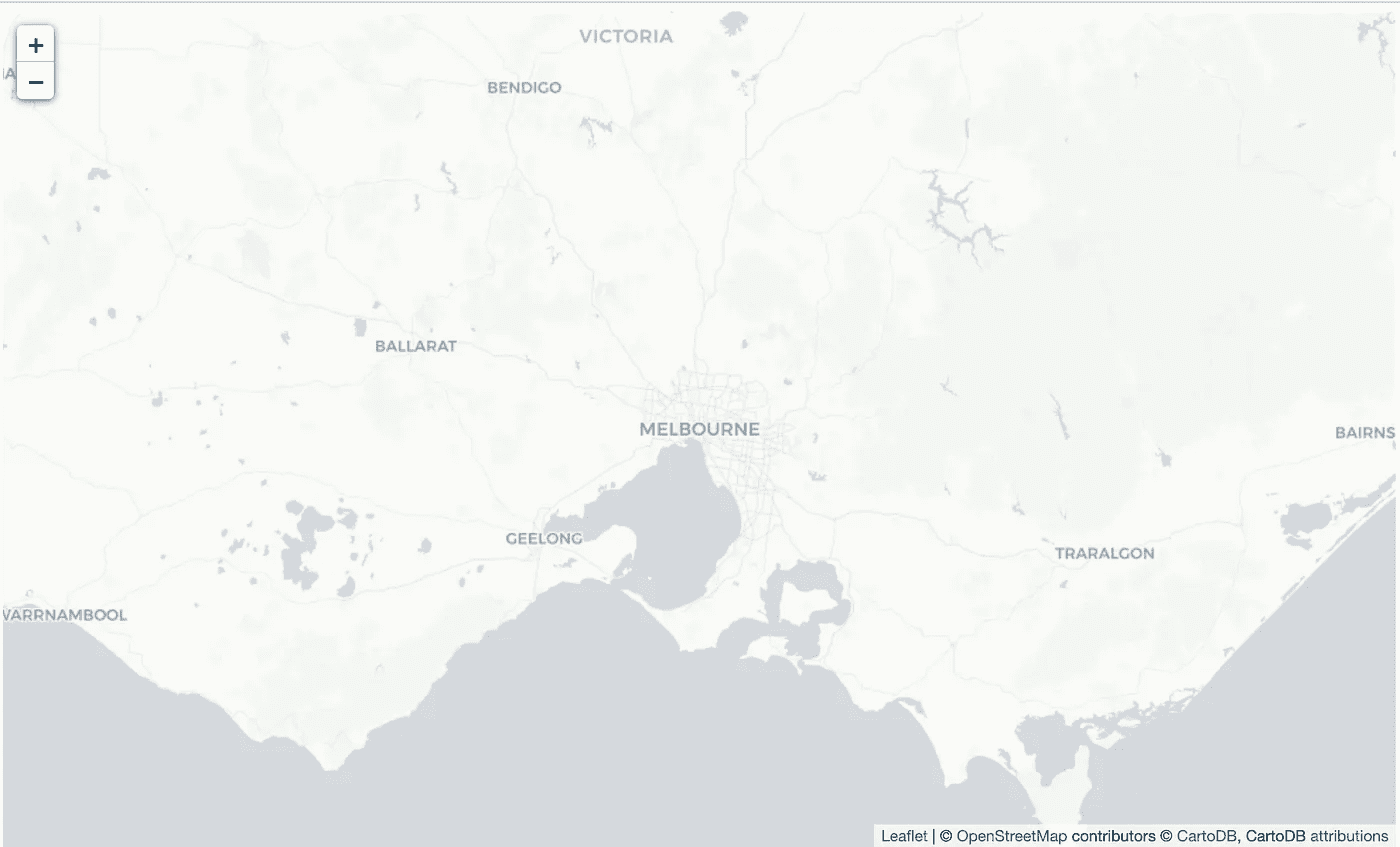 +
−
VICTORIA
BENDIGO
BALLARAT
MELBOURNE
BAIRNS
GEELONG
TRARALGON
WARRNAMBOOL
Leaflet | © OpenStreetMap contributors © CartoDB, CartoDB attributions